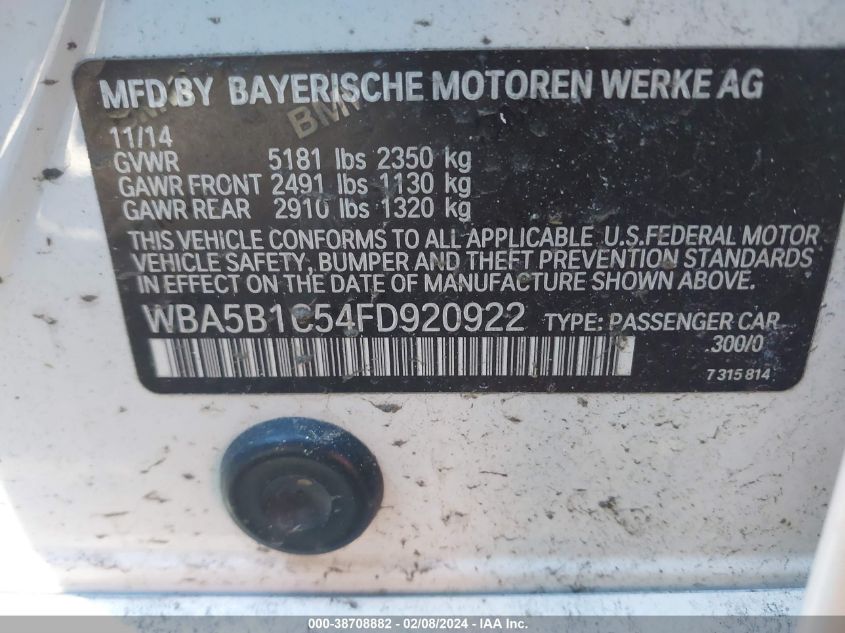 MFD BY BAYERISCHE MOTOREN WERKE AG
BMW
11/14
GVWR 5181 lbs 2350 kg
GAWR FRONT 2491 lbs 1130 kg
GAWR REAR 2910 lbs 1320 kg
THIS VEHICLE CONFORMS TO ALL APPLICABLE U.S.FEDERAL MOTOR
VEHICLE SAFETY, BUMPER AND THEFT PREVENTION STANDARDS
IN EFFECT ON THE DATE OF MANUFACTURE SHOWN ABOVE.
WBA5B1C54FD920922 TYPE: PASSENGER CAR
.300/0
7 315 814
000-38708882 - 02/08/2024 - IAA Inc.